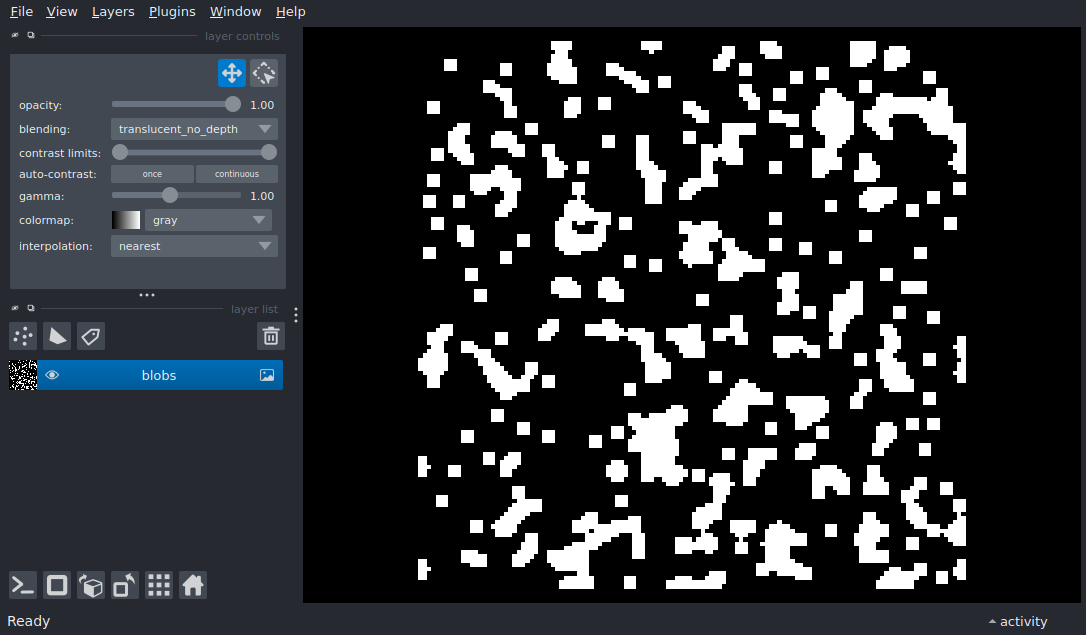 File View Layers Plugins Window Help
layer controls
opacity: 1.00
blending: translucent_no_depth
contrast limits:
auto-contrast: once continuous
gamma: 1.00
colormap: gray
interpolation: nearest
layer list
blobs
Ready
activity